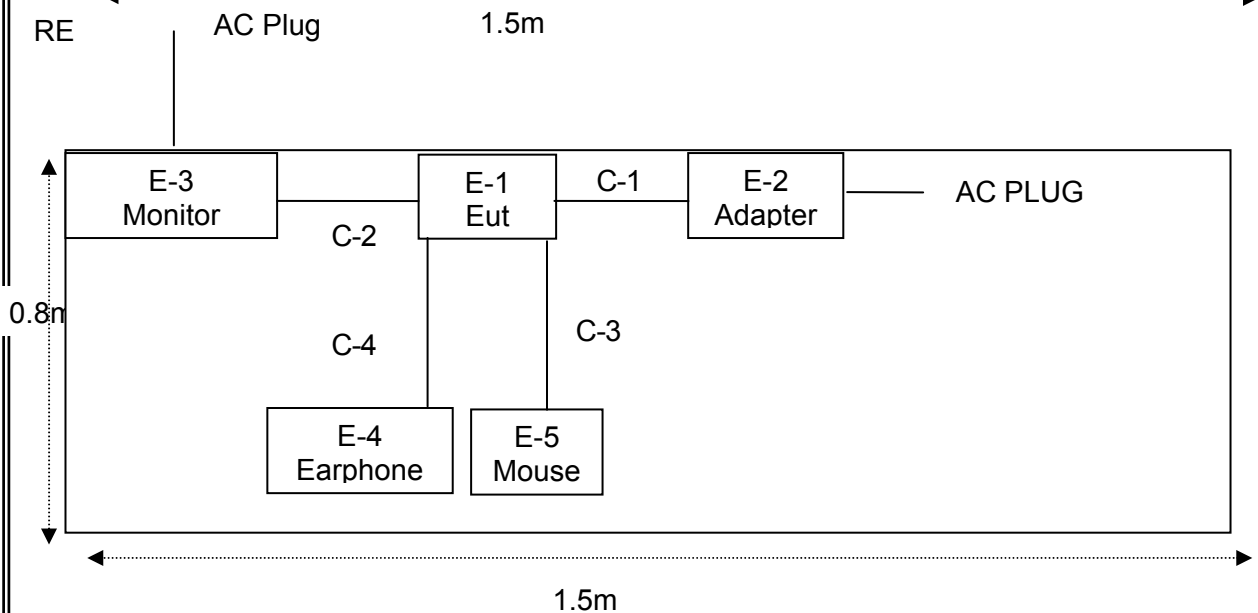 1.5m
RE
AC Plug
E-3
Monitor
E-1
Eut
C-1
E-2
Adapter
AC PLUG
C-2
0.8m
C-4
C-3
E-4
Earphone
E-5
Mouse
1.5m